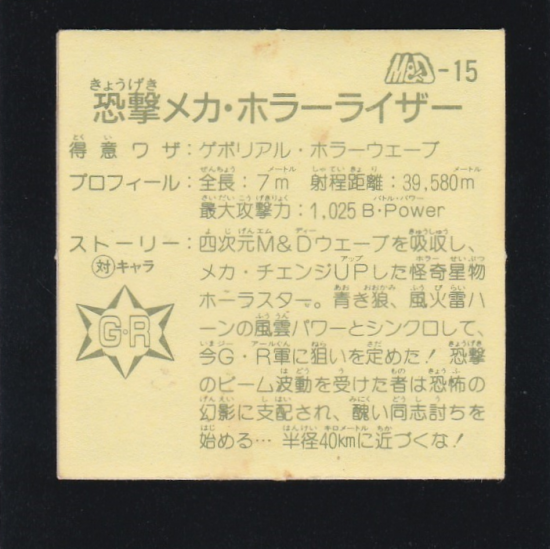 M&D-15
恐撃メカ・ホラーライザー
得意ワザ:ゲボリアル・ホラーウェーブ
プロフィール:全長:7m 射程距離:39,580m
最大攻撃力:1,025 B・Power
ストーリー:四次元M&Dウェーブを吸収し、
対キャラ
メカ・チェンジUPした怪奇星物
ホラスター。青き狼、風火雷ハ
G・R
ーンの風雲パワーとシンクロして、
今G・R軍に狙いを定めた!恐撃
のビーム波動を受けた者は恐怖の
幻影に支配され、醜い同志討ちを
始める…半径40kmに近づくな!